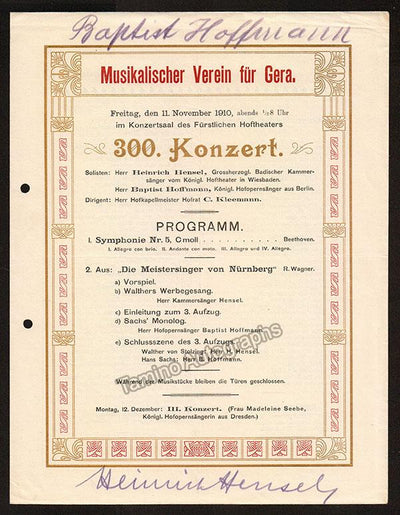 Baptist Hoffmann
Musikalischer Verein für Gera.
Freitag, den 11. November 1910, abends ½8 Uhr
im Konzertsaal des Fürstlichen Hoftheaters
300. Konzert.
Solisten: Herr Heinrich Hensel, Grossherzogl. Badischer Kammer-
sänger vom Königl. Hoftheater in Wiesbaden.
Herr Baptist Hoffmann, Königl. Hofopernsänger aus Berlin.
Dirigent: Herr Hofkapellmeister Hofrat C. Kleemann.
PROGRAMM.
1. Symphonie Nr. 5, C moll . . . . . . . . . . Beethoven.
I. Allegro con brio. II. Andante con moto. III. Allegro und IV. Allegro.
2. Aus: „Die Meistersinger von Nürnberg" R. Wagner.
a) Vorspiel.
b) Walthers Werbegesang.
Herr Kammersänger Hensel.
c) Einleitung zum 3. Aufzug.
d) Sachs' Monolog.
Herr Hofopernsänger Baptist Hoffmann.
e) Schlussszene des 3. Aufzugs.
Walther von Stolzing: Herr H. Hensel.
Hans Sachs: Herr B. Hoffmann.
Während der Musikstücke bleiben die Türen geschlossen.
Montag, 12. Dezember: III. Konzert. (Frau Madeleine Seebe,
Königl. Hofopernsängerin aus Dresden.)
Heinrich Hensel
Tamino Autographs